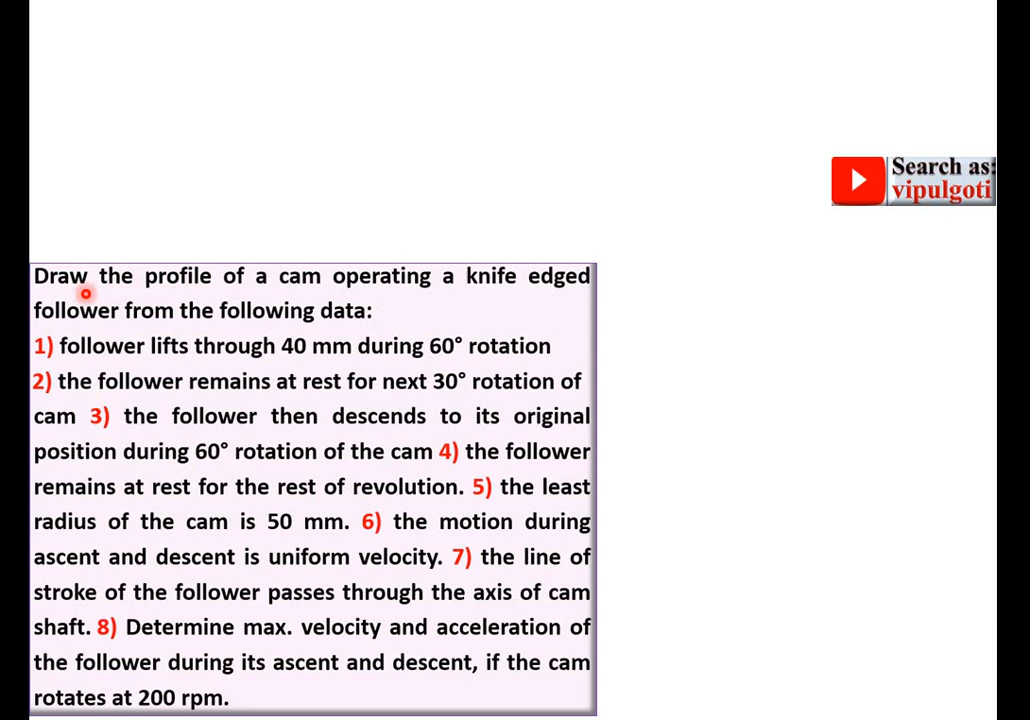 Search as:
vipulgoti
Draw the profile of a cam operating a knife edged
follower from the following data:
1) follower lifts through 40 mm during 60° rotation
2) the follower remains at rest for next 30° rotation of
cam 3) the follower then descends to its original
position during 60° rotation of the cam 4) the follower
remains at rest for the rest of revolution. 5) the least
radius of the cam is 50 mm. 6) the motion during
ascent and descent is uniform velocity. 7) the line of
stroke of the follower passes through the axis of cam
shaft. 8) Determine max. velocity and acceleration of
the follower during its ascent and descent, if the cam
rotates at 200 rpm.